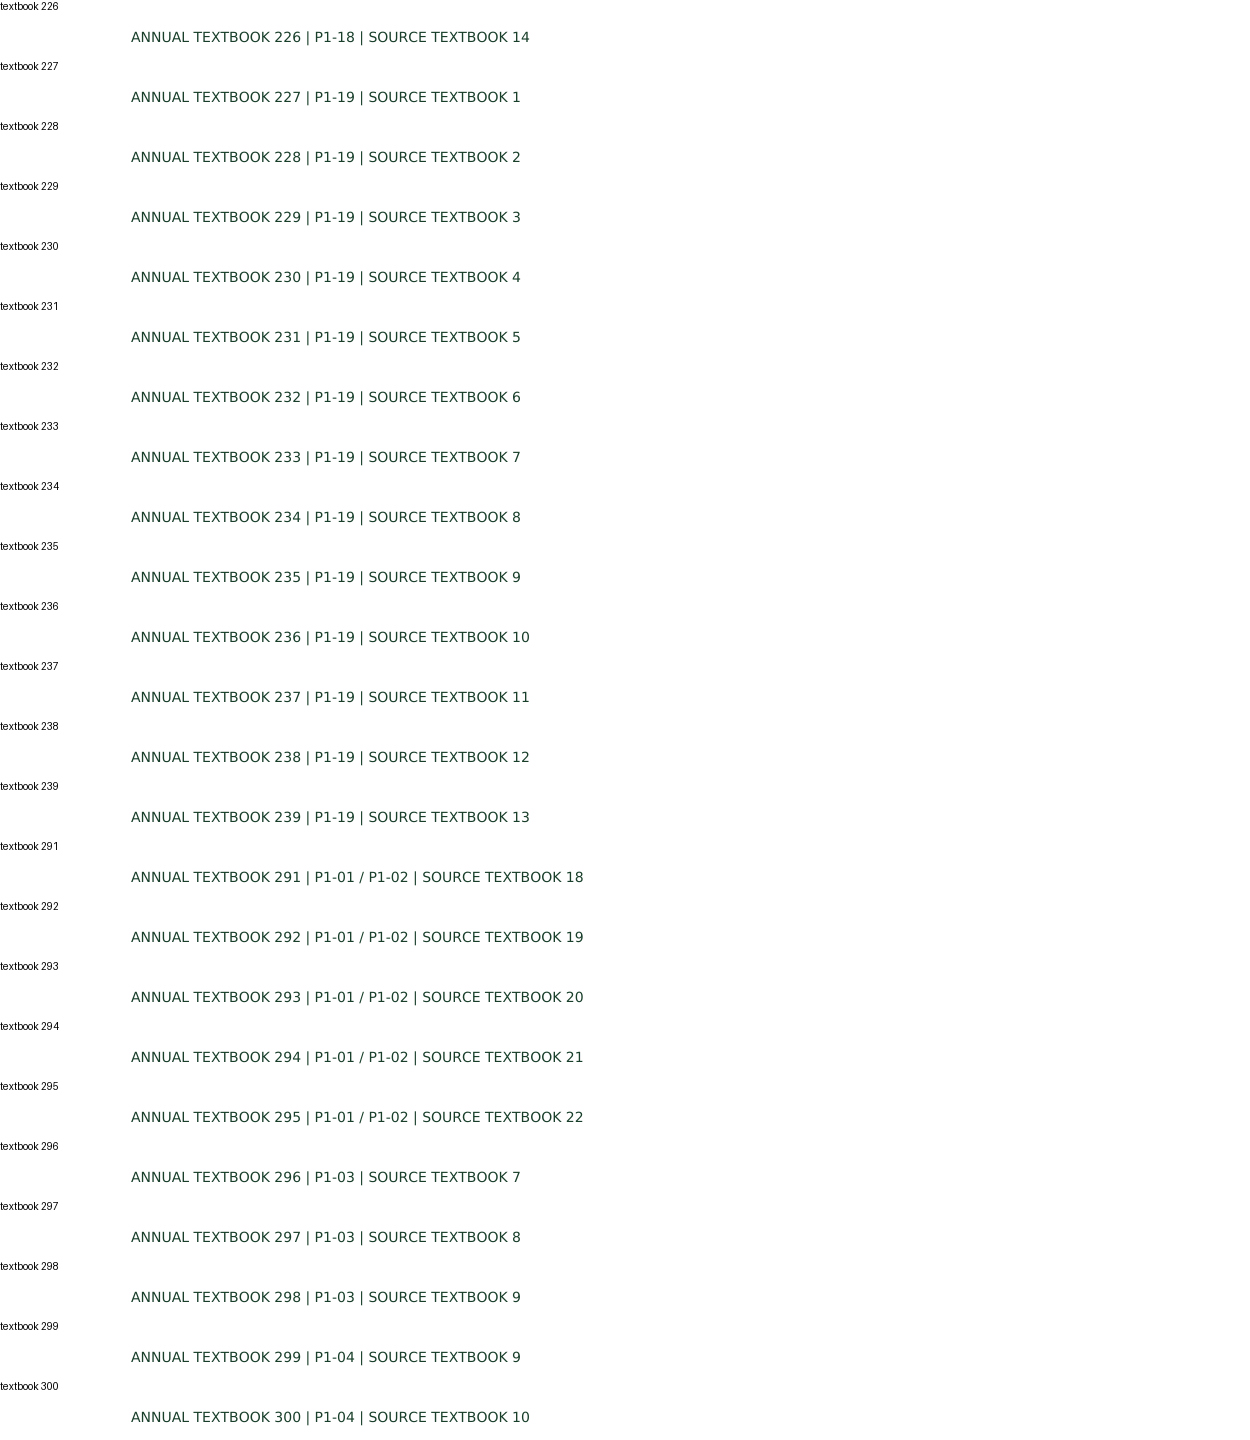 textbook 226
ANNUAL TEXTBOOK 226 | P1-18 | SOURCE TEXTBOOK 14
textbook 227
ANNUAL TEXTBOOK 227 | P1-19 | SOURCE TEXTBOOK 1
textbook 228
ANNUAL TEXTBOOK 228 | P1-19 | SOURCE TEXTBOOK 2
textbook 229
ANNUAL TEXTBOOK 229 | P1-19 | SOURCE TEXTBOOK 3
textbook 230
ANNUAL TEXTBOOK 230 | P1-19 | SOURCE TEXTBOOK 4
textbook 231
ANNUAL TEXTBOOK 231 | P1-19 | SOURCE TEXTBOOK 5
textbook 232
ANNUAL TEXTBOOK 232 | P1-19 | SOURCE TEXTBOOK 6
textbook 233
ANNUAL TEXTBOOK 233 | P1-19 | SOURCE TEXTBOOK 7
textbook 234
ANNUAL TEXTBOOK 234 | P1-19 | SOURCE TEXTBOOK 8
textbook 235
ANNUAL TEXTBOOK 235 | P1-19 | SOURCE TEXTBOOK 9
textbook 236
ANNUAL TEXTBOOK 236 | P1-19 | SOURCE TEXTBOOK 10
textbook 237
ANNUAL TEXTBOOK 237 | P1-19 | SOURCE TEXTBOOK 11
textbook 238
ANNUAL TEXTBOOK 238 | P1-19 | SOURCE TEXTBOOK 12
textbook 239
ANNUAL TEXTBOOK 239 | P1-19 | SOURCE TEXTBOOK 13
textbook 291
ANNUAL TEXTBOOK 291 | P1-01 / P1-02 | SOURCE TEXTBOOK 18
textbook 292
ANNUAL TEXTBOOK 292 | P1-01 / P1-02 | SOURCE TEXTBOOK 19
textbook 293
ANNUAL TEXTBOOK 293 | P1-01 / P1-02 | SOURCE TEXTBOOK 20
textbook 294
ANNUAL TEXTBOOK 294 | P1-01 / P1-02 | SOURCE TEXTBOOK 21
textbook 295
ANNUAL TEXTBOOK 295 | P1-01 / P1-02 | SOURCE TEXTBOOK 22
textbook 296
ANNUAL TEXTBOOK 296 | P1-03 | SOURCE TEXTBOOK 7
textbook 297
ANNUAL TEXTBOOK 297 | P1-03 | SOURCE TEXTBOOK 8
textbook 298
ANNUAL TEXTBOOK 298 | P1-03 | SOURCE TEXTBOOK 9
textbook 299
ANNUAL TEXTBOOK 299 | P1-04 | SOURCE TEXTBOOK 9
textbook 300
ANNUAL TEXTBOOK 300 | P1-04 | SOURCE TEXTBOOK 10